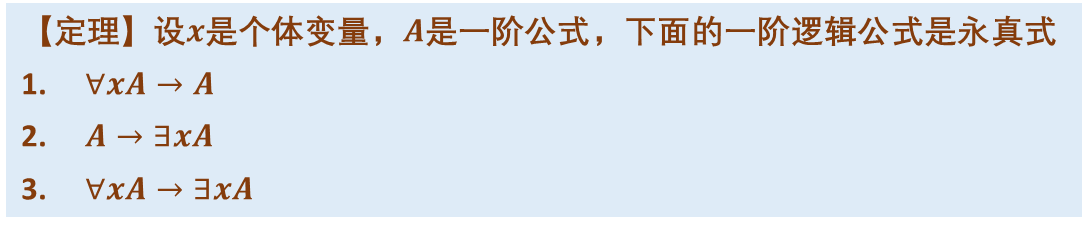 【定理】设x是个体变量，A是一阶公式，下面的一阶逻辑公式是永真式
1. ∀xA → A
2. A → ∃xA
3. ∀xA → ∃xA